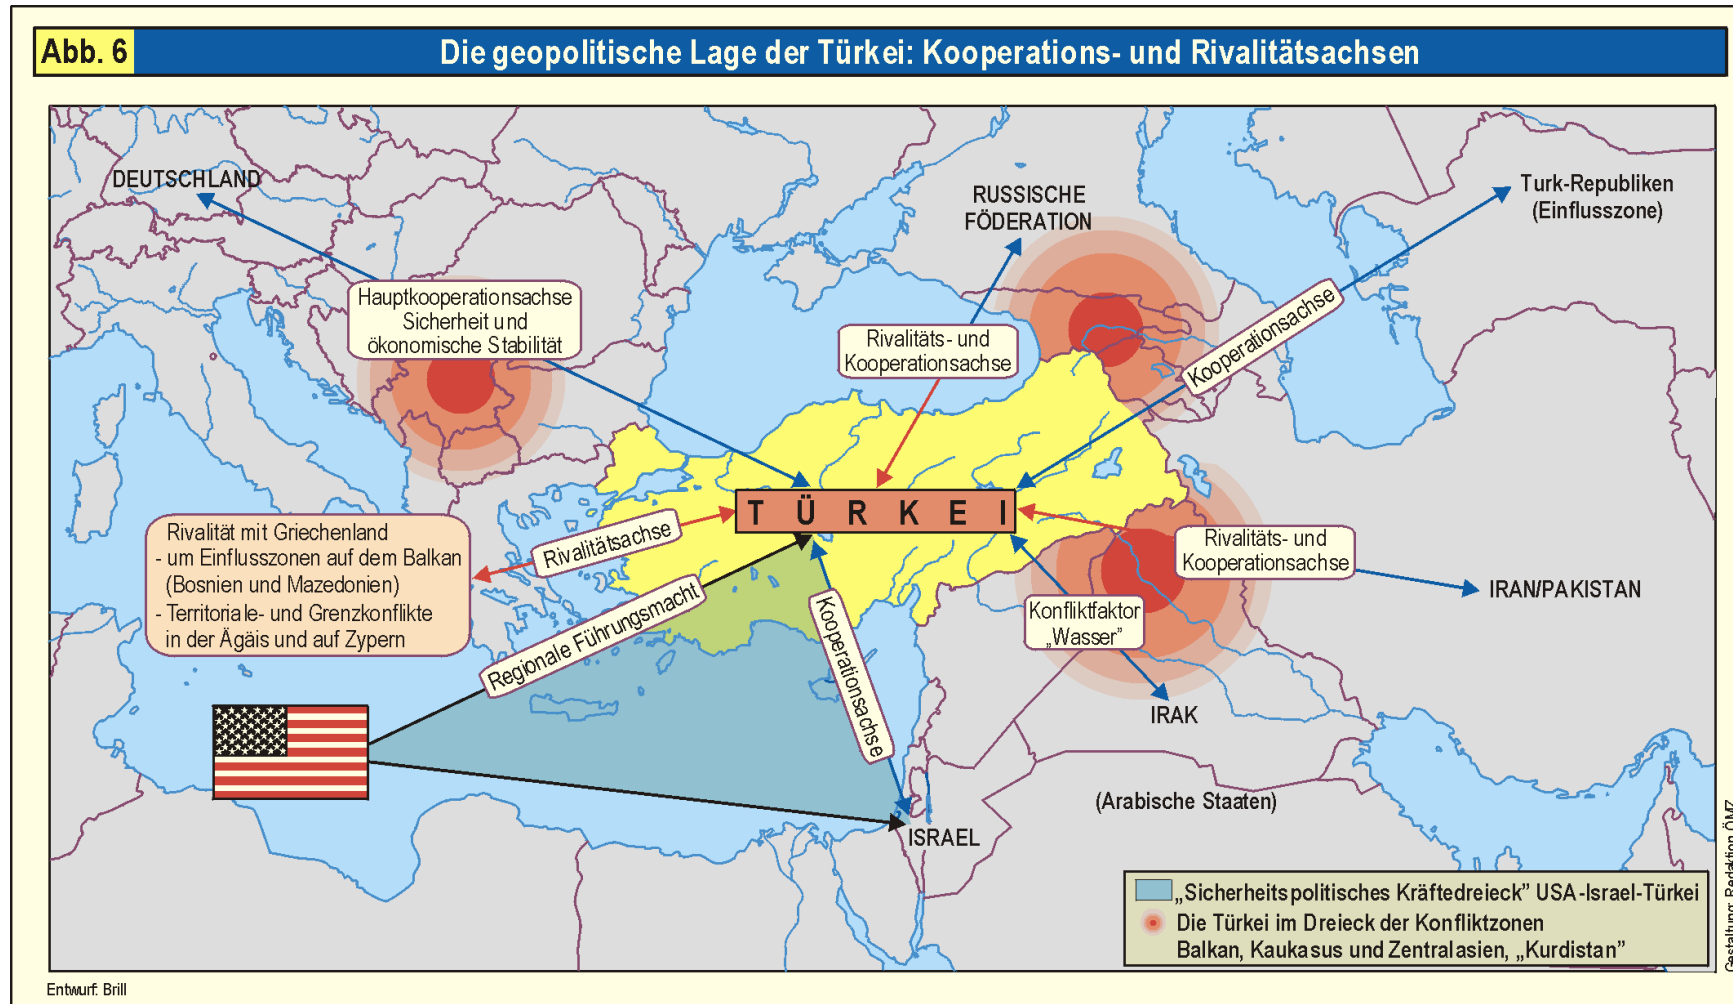 Abb. 6
Die geopolitische Lage der Türkei: Kooperations- und Rivalitätsachsen
DEUTSCHLAND
RUSSISCHE
FÖDERATION
Turk-Republiken
(Einflusszone)
Hauptkooperationsachse
Sicherheit und
ökonomische Stabilität
Rivalitäts- und
Kooperationsachse
Kooperationsachse
TÜRKEI
Rivalität mit Griechenland
- um Einflusszonen auf dem Balkan
(Bosnien und Mazedonien)
- Territoriale- und Grenzkonflikte
in der Ägäis und auf Zypern
Rivalitätsachse
Rivalitäts- und
Kooperationsachse
IRAN/PAKISTAN
Regionale Führungsmacht
Kooperationsachse
Konfliktfaktor
„Wasser”
IRAK
(Arabische Staaten)
ISRAEL
„Sicherheitspolitisches Kräftedreieck” USA-Israel-Türkei
Die Türkei im Dreieck der Konfliktzonen
Balkan, Kaukasus und Zentralasien, „Kurdistan”
Entwurf: Brill
Gestaltung: Redaktion ÖMZ